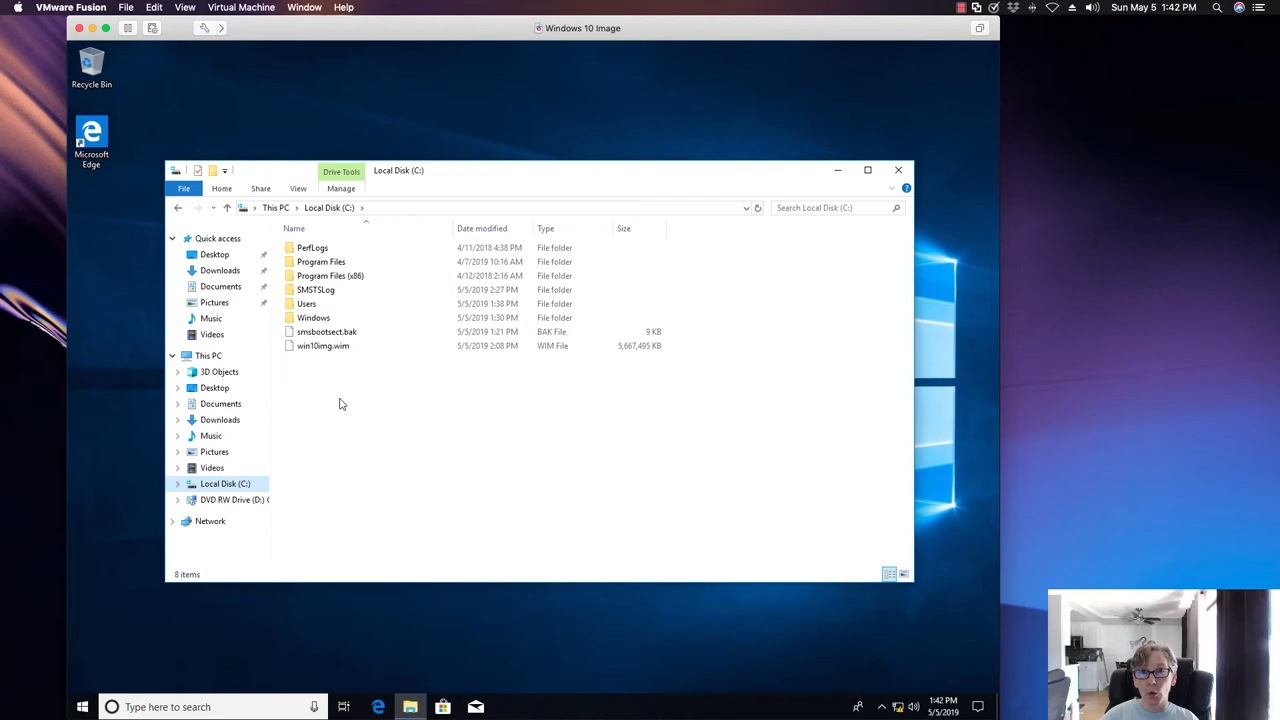 VMware Fusion File Edit View Virtual Machine Window Help Sun May 5 1:42 PM
Windows 10 Image
Recycle Bin
Microsoft
Edge
Drive Tools Local Disk (C:)
File Home Share View Manage
This PC Local Disk (C:) Search Local Disk (C:)
Name Date modified Type Size
Quick access
Desktop
Downloads
Documents
Pictures
Music
Videos
This PC
3D Objects
Desktop
Documents
Downloads
Music
Pictures
Videos
Local Disk (C:)
DVD RW Drive (D:) C
Network
PerfLogs 4/11/2018 4:38 PM File folder
Program Files 4/7/2019 10:16 AM File folder
Program Files (x86) 4/12/2018 2:16 AM File folder
SMSTSLog 5/5/2019 2:27 PM File folder
Users 5/5/2019 1:38 PM File folder
Windows 5/5/2019 1:30 PM File folder
smsbootsect.bak 5/5/2019 1:21 PM BAK File 9 KB
win10img.wim 5/5/2019 2:08 PM WIM File 5,667,495 KB
8 items
Type here to search
1:42 PM
5/5/2019